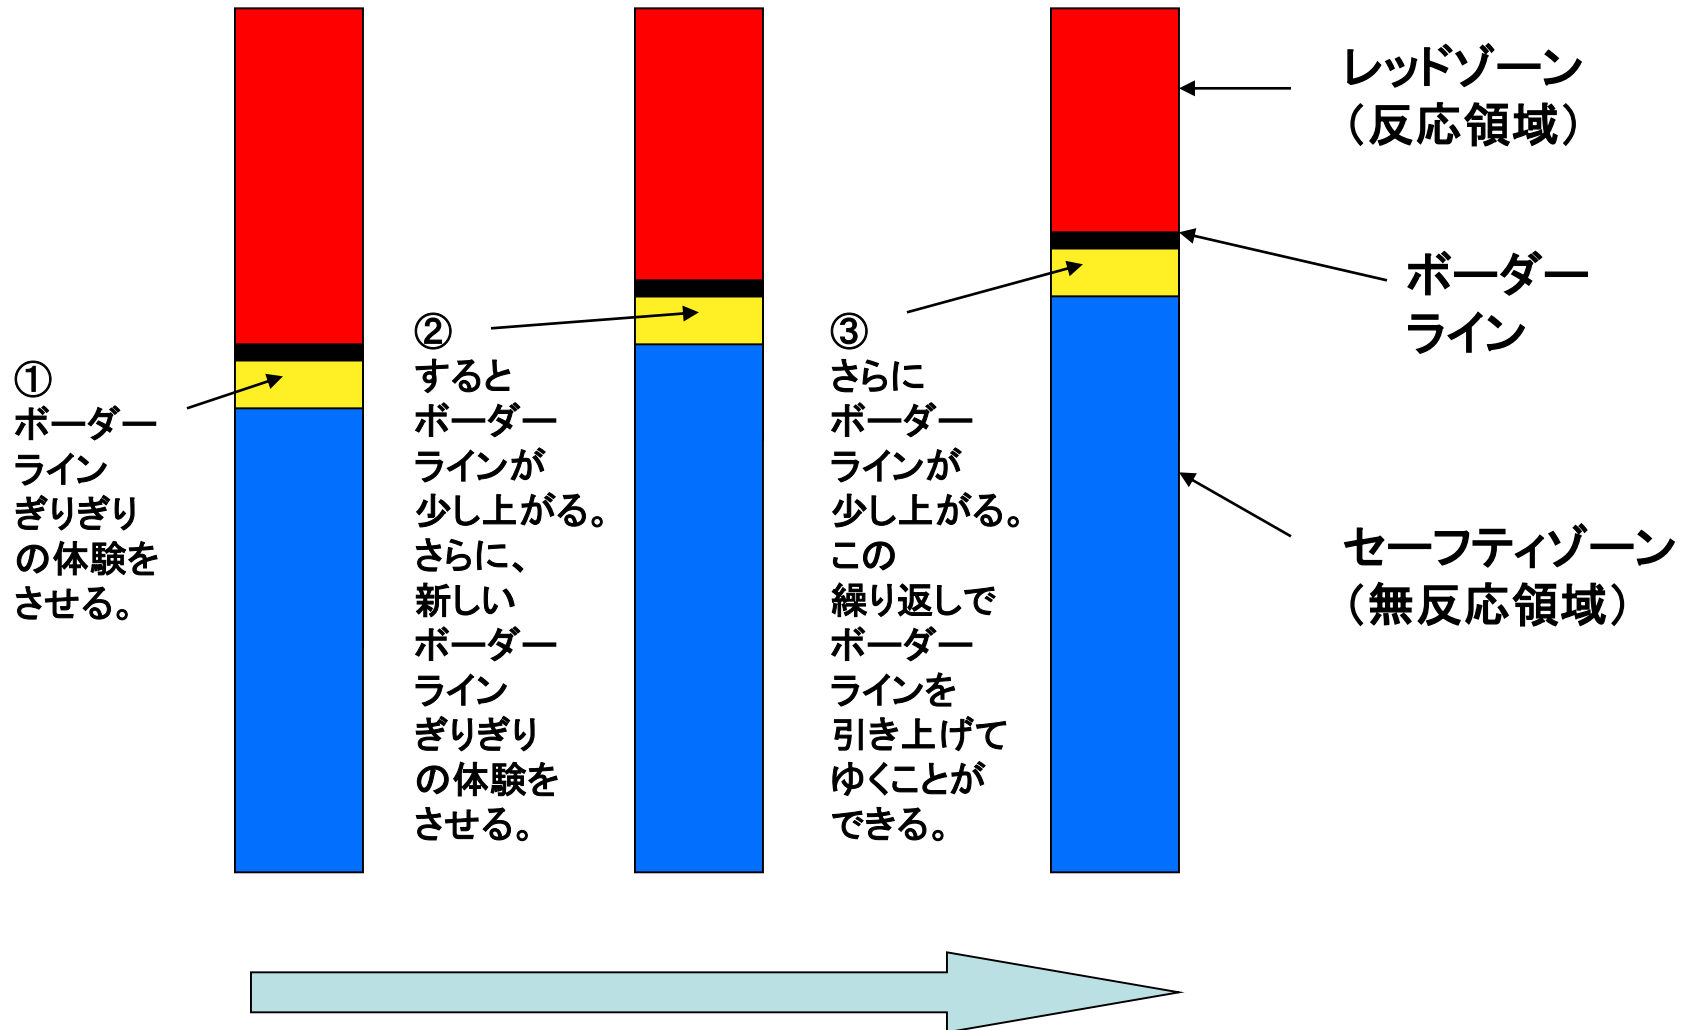 ①
ボーダー
ライン
ぎりぎり
の体験を
させる。
②
すると
ボーダー
ラインが
少し上がる。
さらに、
新しい
ボーダー
ライン
ぎりぎり
の体験を
させる。
③
さらに
ボーダー
ラインが
少し上がる。
この
繰り返しで
ボーダー
ラインを
引き上げて
ゆくことが
できる。
レッドゾーン
（反応領域）
ボーダー
ライン
セーフティゾーン
（無反応領域）